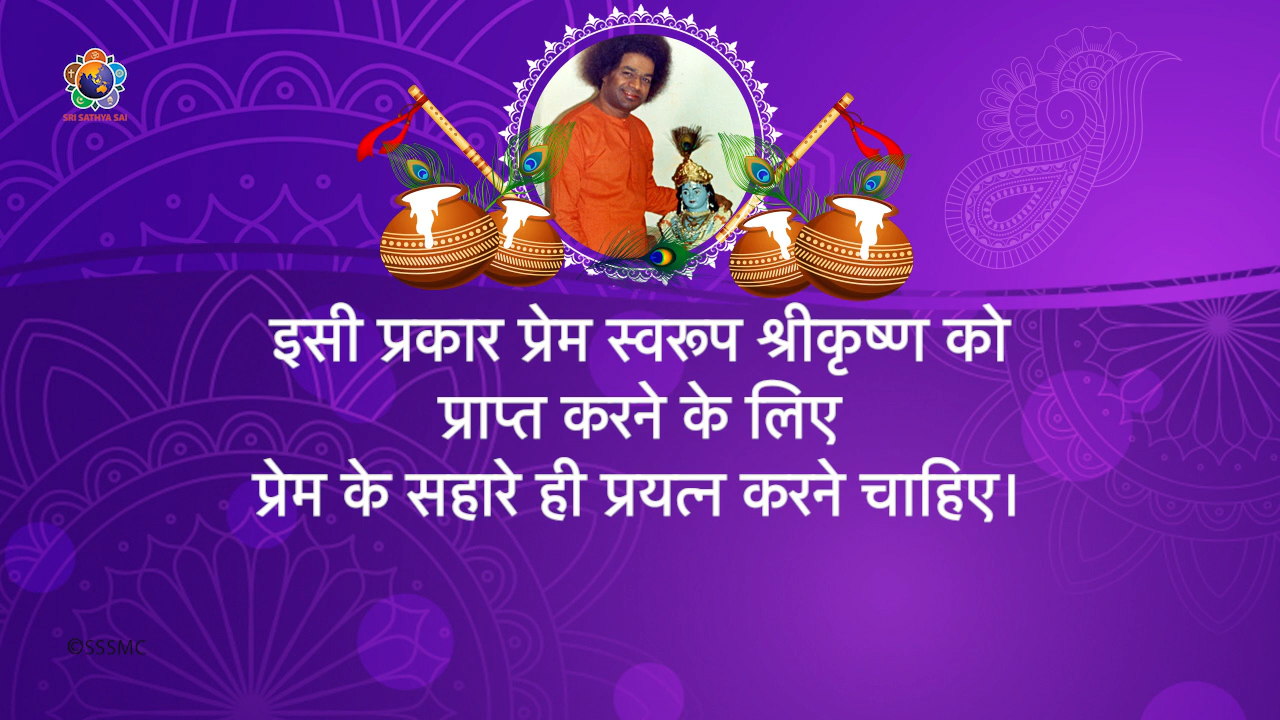 SRI SATHYA SAI
इसी प्रकार प्रेम स्वरूप श्रीकृष्ण को
प्राप्त करने के लिए
प्रेम के सहारे ही प्रयत्न करने चाहिए।
©SSSMC